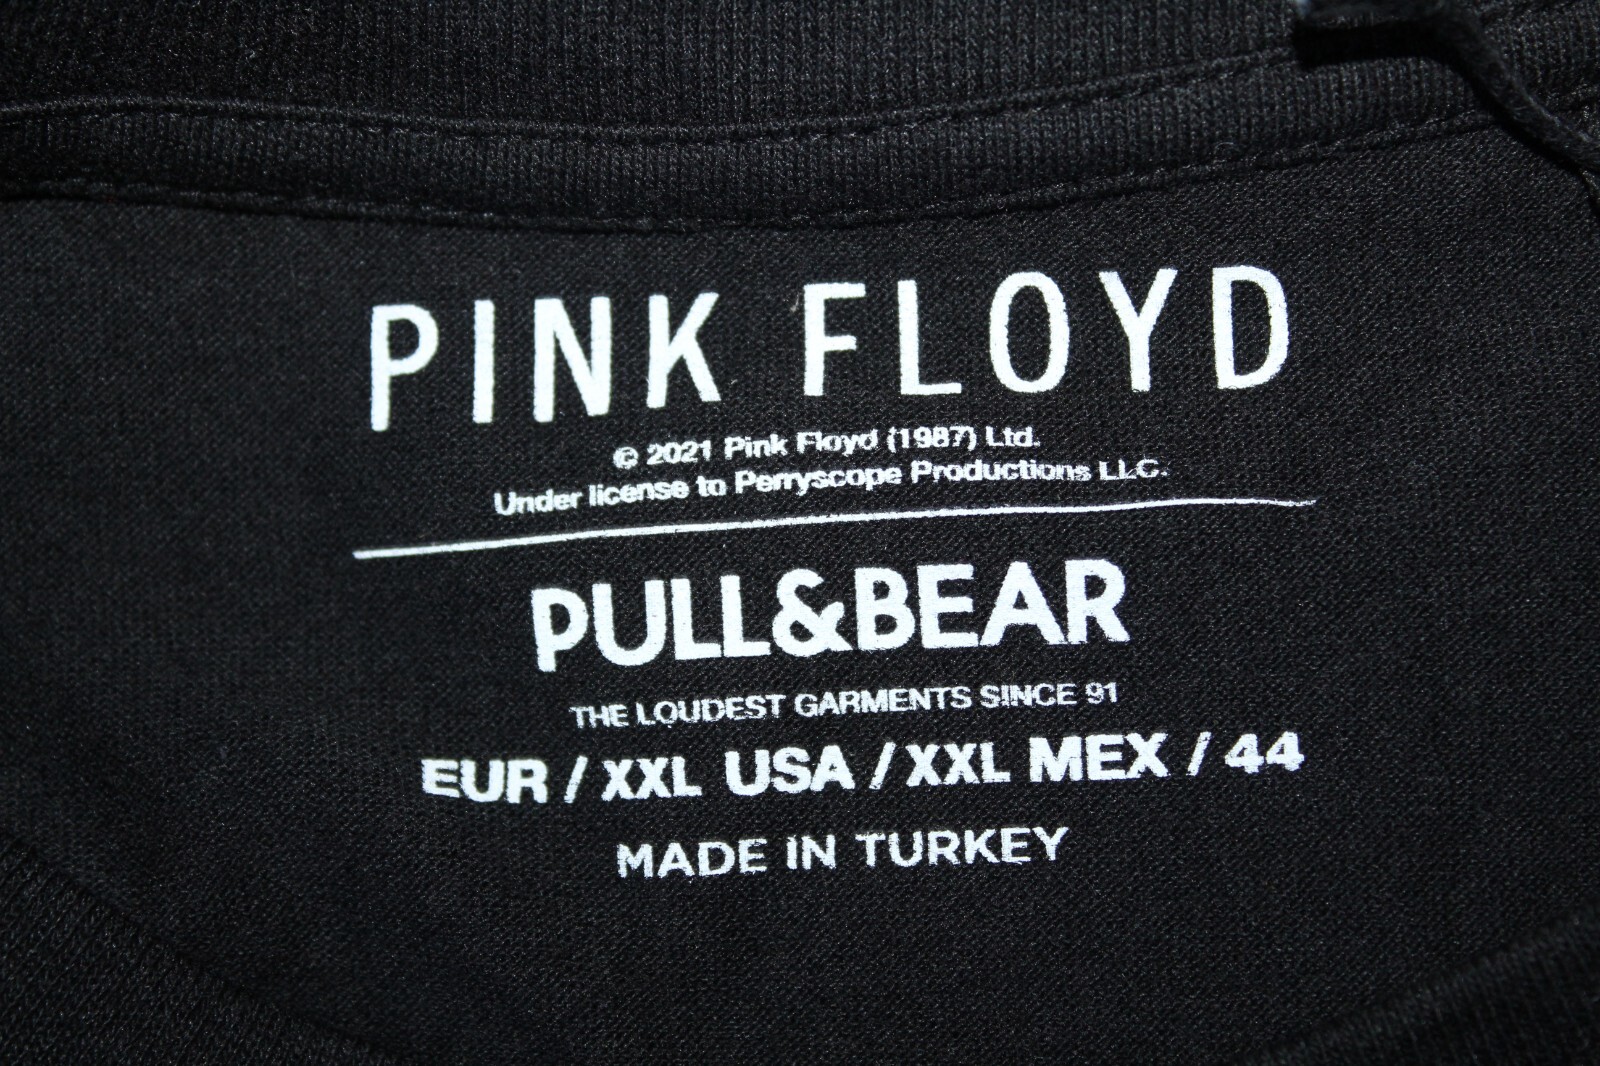 PINK FLOYD
© 2021 Pink Floyd (1987) Ltd.
Under license to Perryscope Productions LLC.
PULL&BEAR
THE LOUDEST GARMENTS SINCE 91
EUR / XXL USA / XXL MEX / 44
MADE IN TURKEY